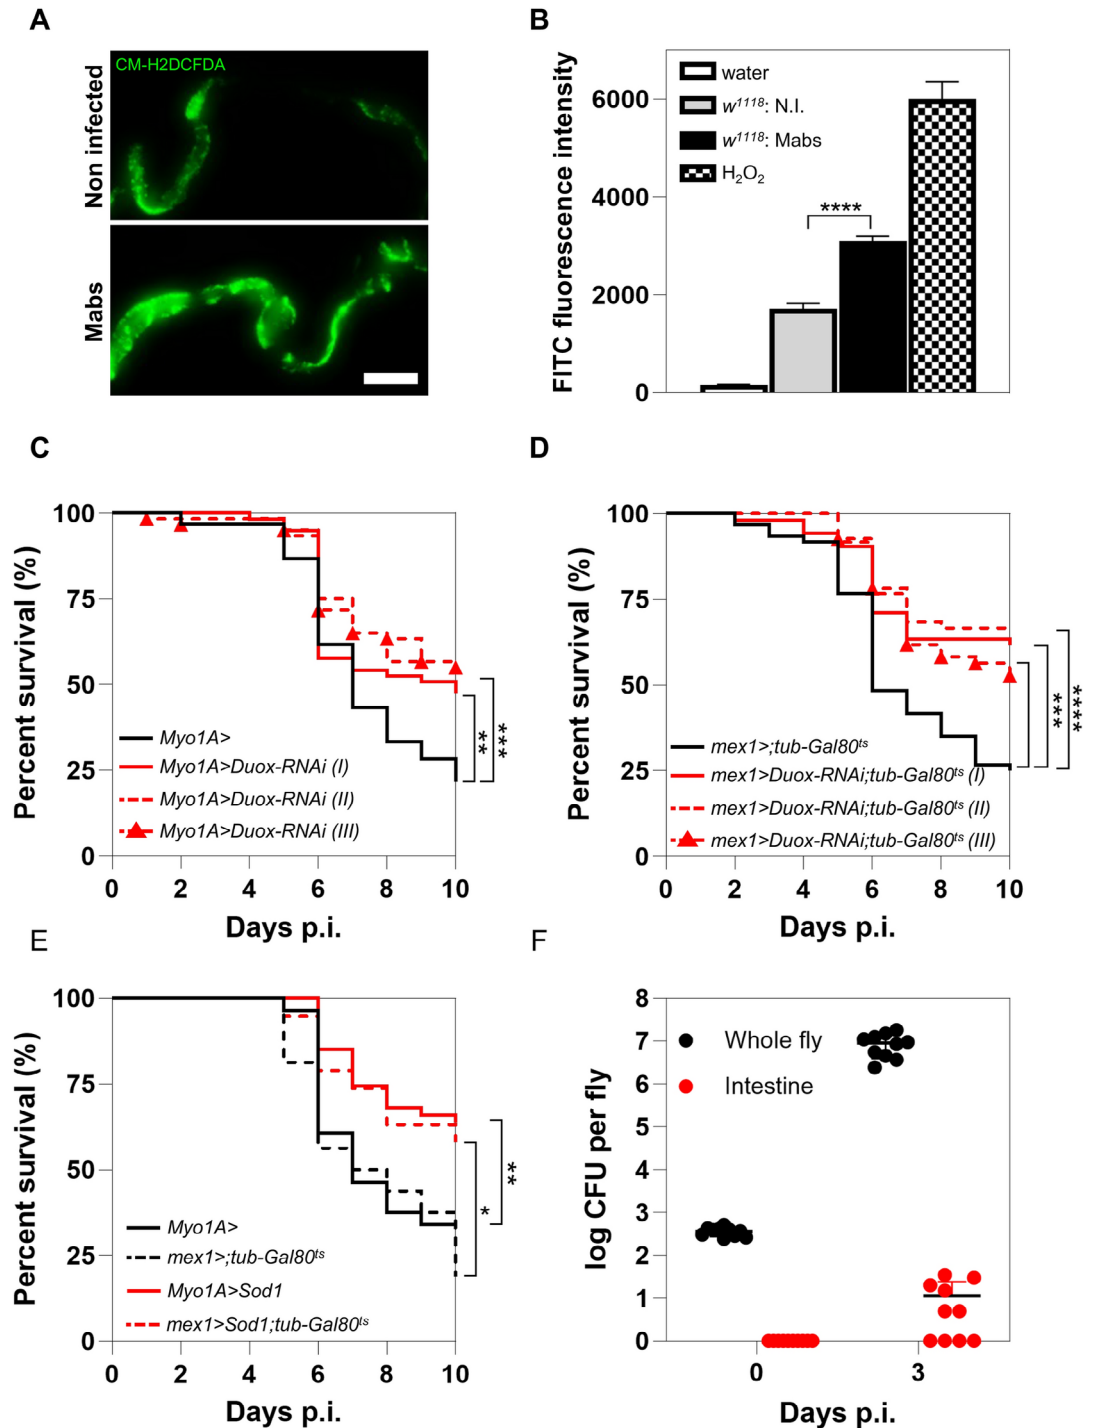 A
CM-H2DCFDA
Non infected
Mabs
B
FITC fluorescence intensity
6000
4000
2000
0
water
w1118: N.I.
w1118: Mabs
H2O2
****
C
Percent survival (%)
100
75
50
25
0
Myo1A>
Myo1A>Duox-RNAi (I)
Myo1A>Duox-RNAi (II)
Myo1A>Duox-RNAi (III)
**
***
0 2 4 6 8 10
Days p.i.
D
Percent survival (%)
100
75
50
25
0
mex1>;tub-Gal80ts
mex1>Duox-RNAi;tub-Gal80ts (I)
mex1>Duox-RNAi;tub-Gal80ts (II)
mex1>Duox-RNAi;tub-Gal80ts (III)
***
****
0 2 4 6 8 10
Days p.i.
E
Percent survival (%)
100
75
50
25
0
Myo1A>
mex1>;tub-Gal80ts
Myo1A>Sod1
mex1>Sod1;tub-Gal80ts
*
**
0 2 4 6 8 10
Days p.i.
F
log CFU per fly
8
7
6
5
4
3
2
1
0
Whole fly
Intestine
0 3
Days p.i.